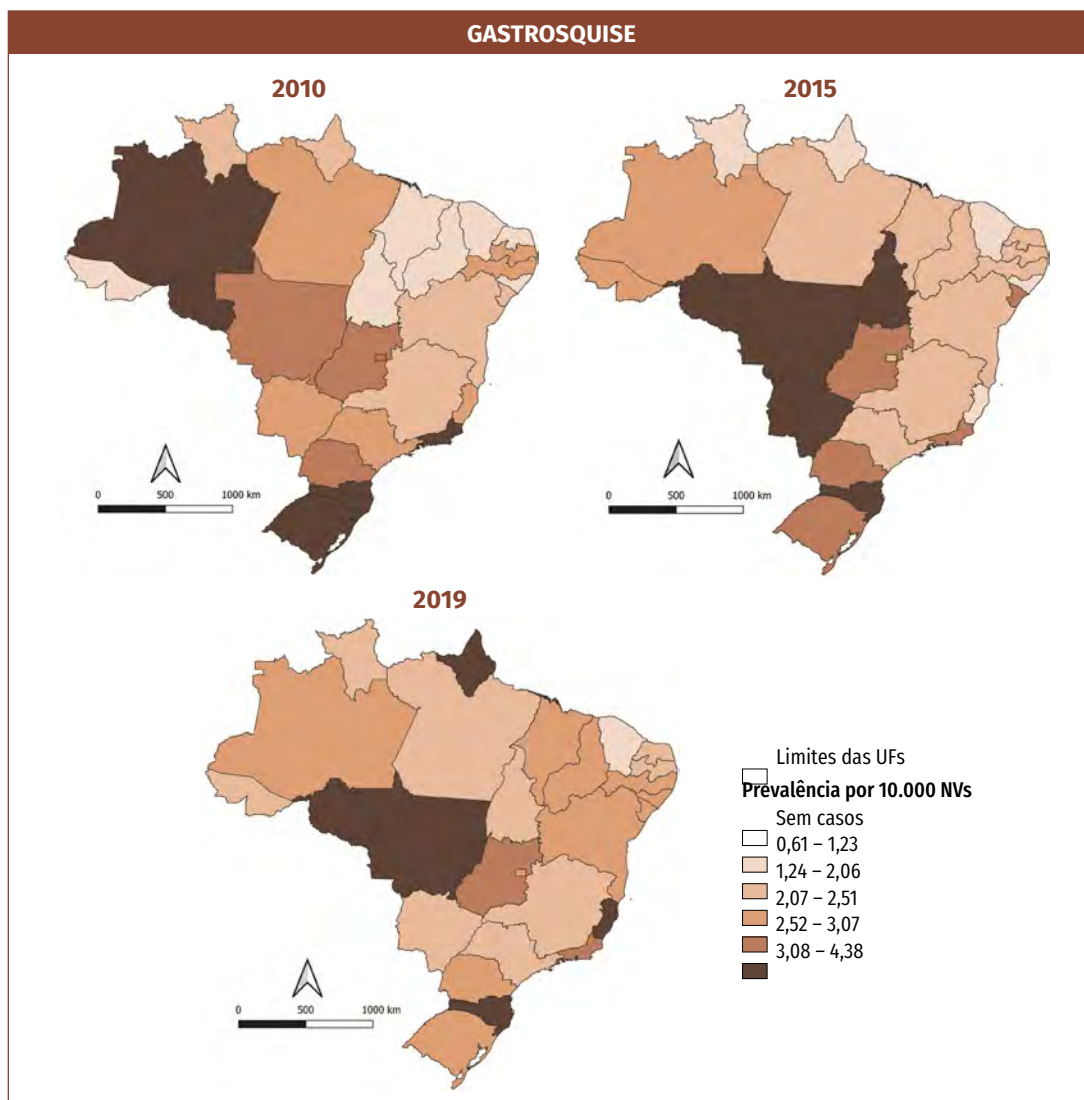 GASTROSQUISE
2010
2015
0 500 1000 km
0 500 1000 km
2019
0 500 1000 km
Limites das UFs
Prevalência por 10.000 NVs
Sem casos
0,61 – 1,23
1,24 – 2,06
2,07 – 2,51
2,52 – 3,07
3,08 – 4,38